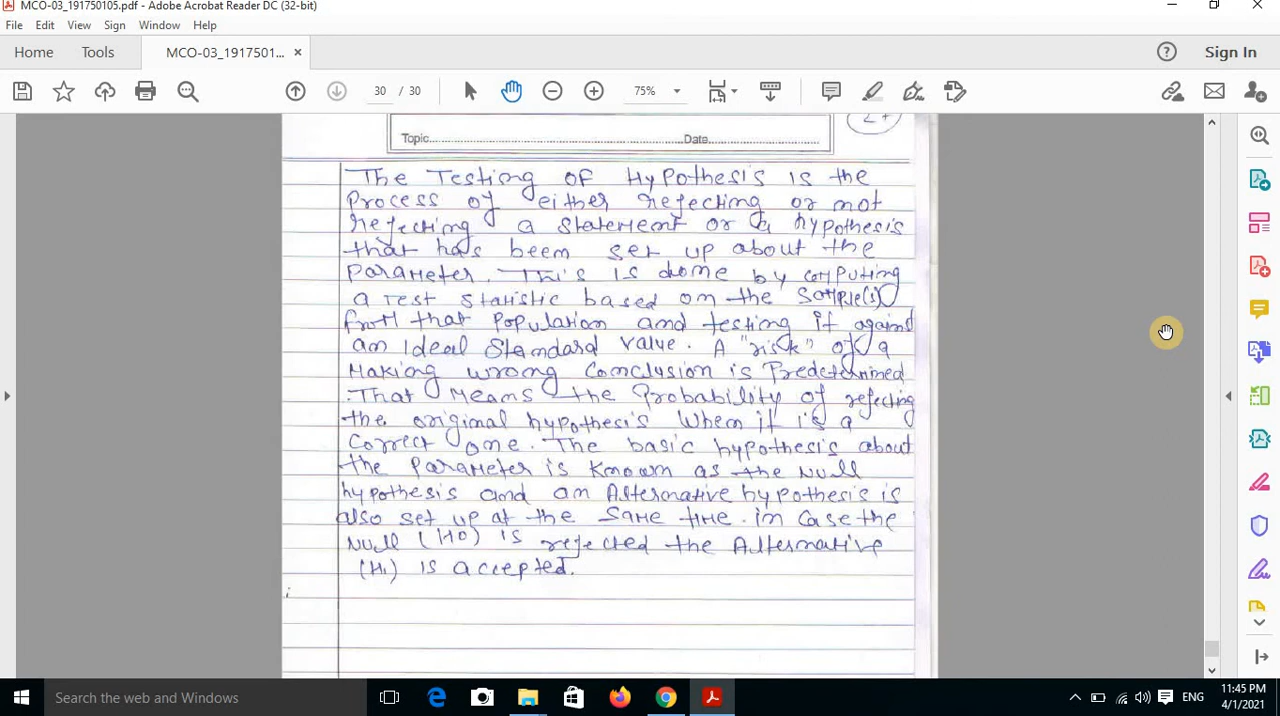 MCO-03_191750105.pdf - Adobe Acrobat Reader DC (32-bit)
File Edit View Sign Window Help
Home Tools MCO-03_1917501... × Sign In
30 / 30 75%
Topic Date
The Testing of Hypothesis is the
Process of either rejecting or not
rejecting a statement or a hypothesis
that has been set up about the
Parameter. This is done by computing
a test statistic based on the sample(s)
from that population and testing it against
an Ideal Standard value. A "risk" of a
Making wrong Conclusion is Predetermined
.That Means the Probability of rejecting
the original hypothesis When it is a
correct one. The basic hypothesis about
the Parameter is Known as the Null
hypothesis and an Alternative hypothesis is
also set up at the same time. in case the
Null (H0) is rejected the Alternative
(H1) is accepted.
Search the web and Windows
ENG
11:45 PM
4/1/2021